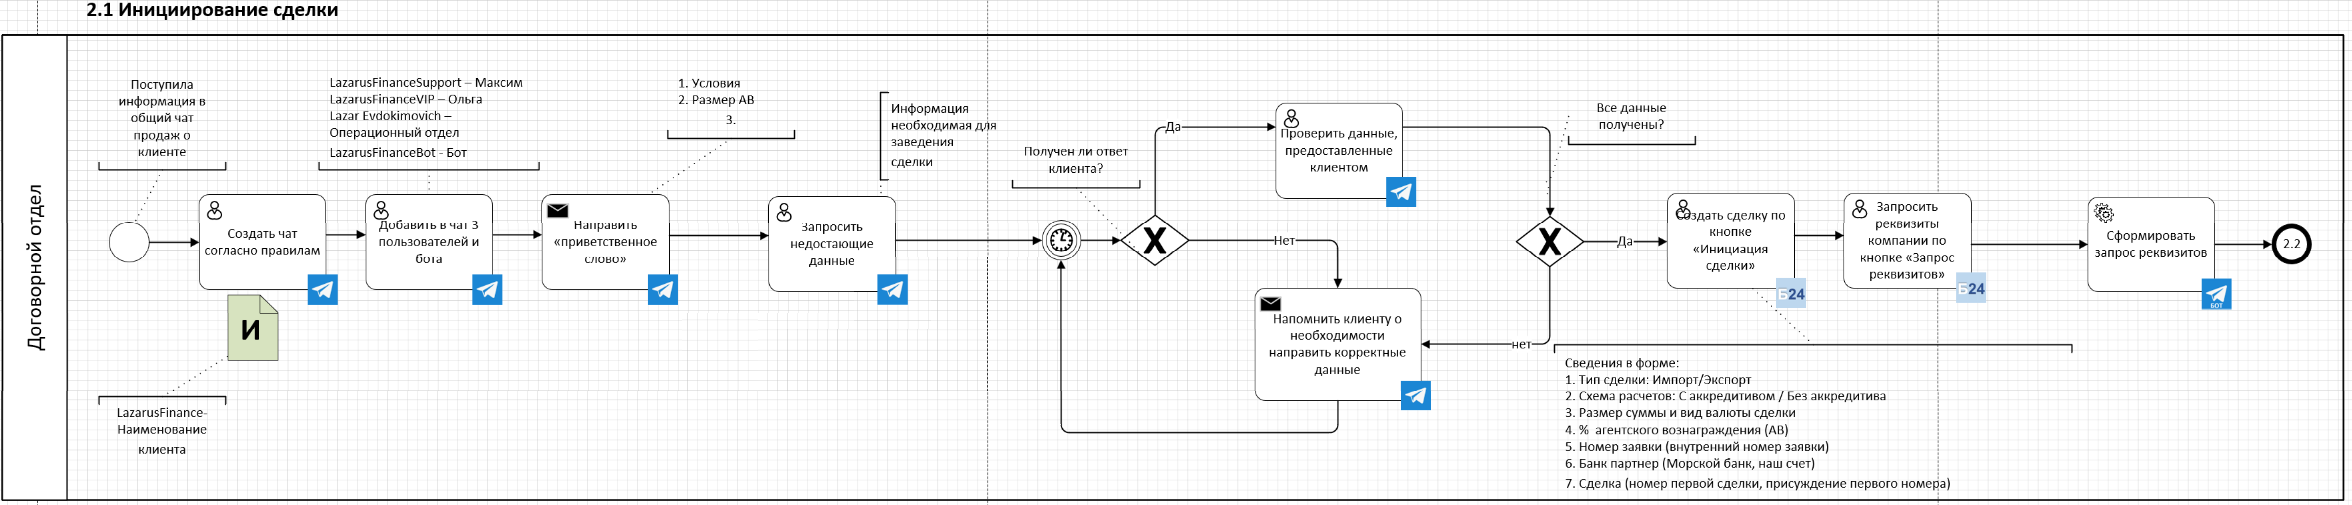 2.1 Инициирование сделки
Договорной отдел
Поступила
информация в
общий чат
продаж о
клиенте
Создать чат
согласно правилам
И
LazarusFinance-
Наименование
клиента
LazarusFinanceSupport – Максим
LazarusFinanceVIP – Ольга
Lazar Evdokimovich –
Операционный отдел
LazarusFinanceBot - Бот
Добавить в чат 3
пользователей и
бота
1. Условия
2. Размер АВ
3.
Направить
«приветственное
слово»
Информация
необходимая для
заведения
сделки
Запросить
недостающие
данные
Получен ли ответ
клиента?
X
Да
Проверить данные,
предоставленные
клиентом
Нет
Напомнить клиенту о
необходимости
направить корректные
данные
Все данные
получены?
X
нет
Да
Создать сделку по
кнопке
«Инициация
сделки»
Б24
Сведения в форме:
1. Тип сделки: Импорт/Экспорт
2. Схема расчетов: С аккредитивом / Без аккредитива
3. Размер суммы и вид валюты сделки
4. % агентского вознаграждения (АВ)
5. Номер заявки (внутренний номер заявки)
6. Банк партнер (Морской банк, наш счет)
7. Сделка (номер первой сделки, присуждение первого номера)
Запросить
реквизиты
компании по
кнопке «Запрос
реквизитов»
Б24
Сформировать
запрос реквизитов
БОТ
2.2